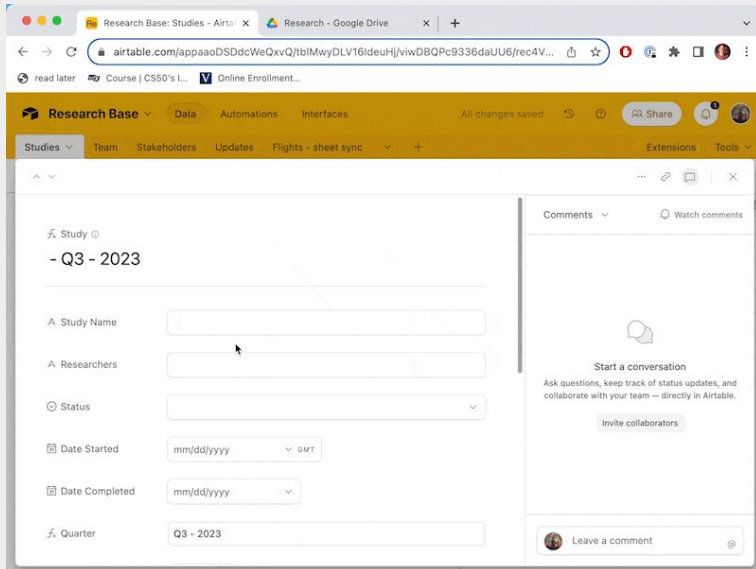 Re Research Base: Studies - Airta
Research - Google Drive
airtable.com/appaaoDSDdcWeQxvQ/tblMwyDLV16IdeuHj/viwDBQPc9336daUU6/rec4V...
read later
Course | CS50's I...
V Online Enrollment...
Research Base
Data
Automations
Interfaces
All changes saved
Share
1
Studies
Team
Stakeholders
Updates
Flights - sheet sync
Extensions
Tools
Study
- Q3 - 2023
Study Name
Researchers
Status
Date Started
mm/dd/yyyy
GMT
Date Completed
mm/dd/yyyy
Quarter
Q3 - 2023
Comments
Watch comments
Start a conversation
Ask questions, keep track of status updates, and
collaborate with your team — directly in Airtable.
Invite collaborators
Leave a comment
@